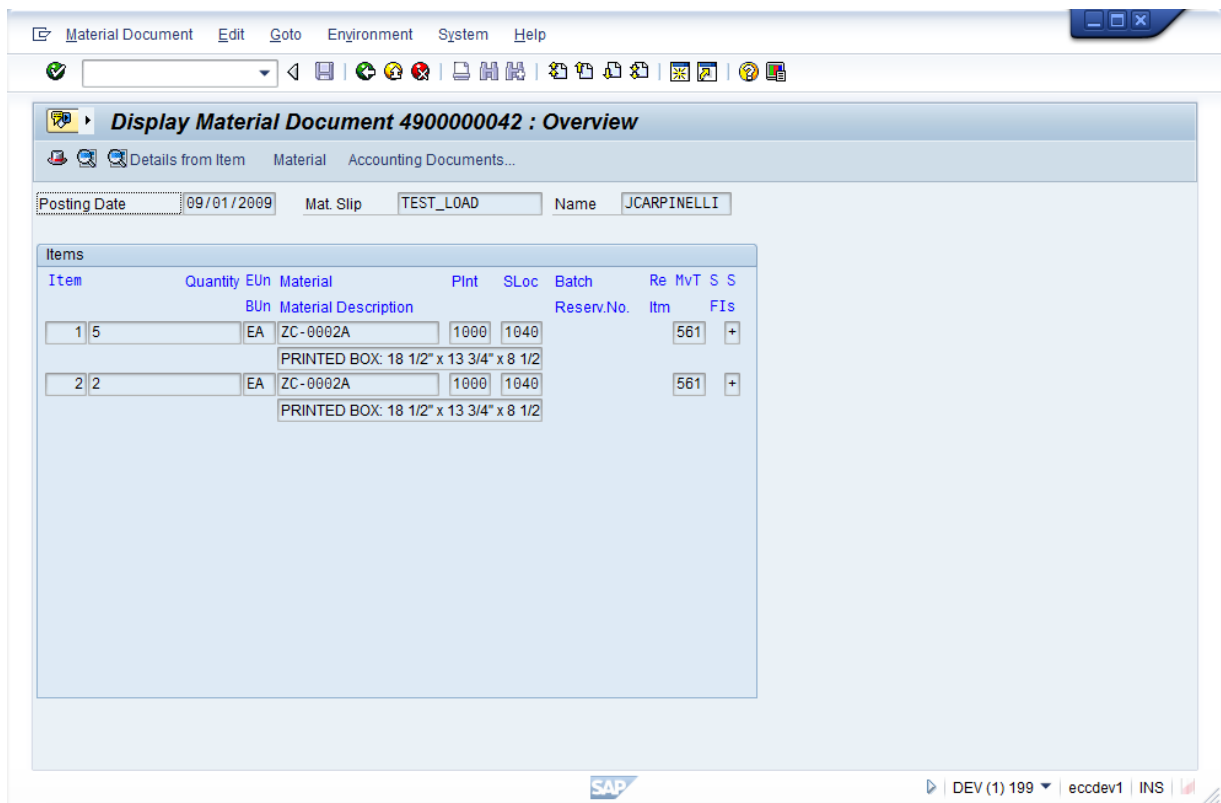 Material Document Edit Goto Environment System Help
Display Material Document 4900000042 : Overview
Details from Item Material Accounting Documents...
Posting Date 09/01/2009 Mat. Slip TEST_LOAD Name JCARPINELLI
Items
Item Quantity EUn Material Plnt SLoc Batch Re MvT S S
BUn Material Description Reserv.No. Itm FIs
1 5 EA ZC-0002A 1000 1040 561 +
PRINTED BOX: 18 1/2" x 13 3/4" x 8 1/2
2 2 EA ZC-0002A 1000 1040 561 +
PRINTED BOX: 18 1/2" x 13 3/4" x 8 1/2
SAP DEV (1) 199 eccdev1 INS